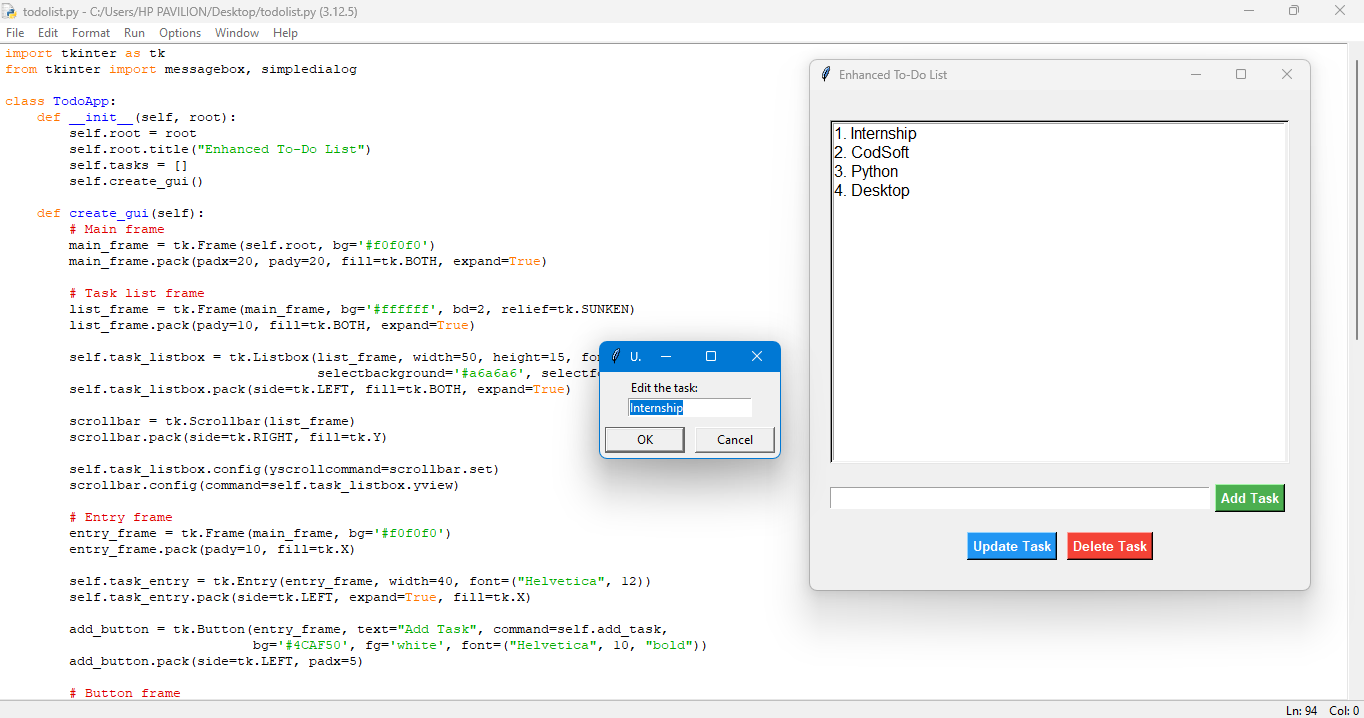 todolist.py - C:/Users/HP PAVILION/Desktop/todolist.py (3.12.5)
File Edit Format Run Options Window Help
import tkinter as tk
from tkinter import messagebox, simpledialog
class TodoApp:
    def __init__(self, root):
        self.root = root
        self.root.title("Enhanced To-Do List")
        self.tasks = []
        self.create_gui()
    def create_gui(self):
        # Main frame
        main_frame = tk.Frame(self.root, bg='#f0f0f0')
        main_frame.pack(padx=20, pady=20, fill=tk.BOTH, expand=True)
        # Task list frame
        list_frame = tk.Frame(main_frame, bg='#ffffff', bd=2, relief=tk.SUNKEN)
        list_frame.pack(pady=10, fill=tk.BOTH, expand=True)
        self.task_listbox = tk.Listbox(list_frame, width=50, height=15, fo
                                       selectbackground='#a6a6a6', selectf
        self.task_listbox.pack(side=tk.LEFT, fill=tk.BOTH, expand=True)
        scrollbar = tk.Scrollbar(list_frame)
        scrollbar.pack(side=tk.RIGHT, fill=tk.Y)
        self.task_listbox.config(yscrollcommand=scrollbar.set)
        scrollbar.config(command=self.task_listbox.yview)
        # Entry frame
        entry_frame = tk.Frame(main_frame, bg='#f0f0f0')
        entry_frame.pack(pady=10, fill=tk.X)
        self.task_entry = tk.Entry(entry_frame, width=40, font=("Helvetica", 12))
        self.task_entry.pack(side=tk.LEFT, expand=True, fill=tk.X)
        add_button = tk.Button(entry_frame, text="Add Task", command=self.add_task,
                               bg='#4CAF50', fg='white', font=("Helvetica", 10, "bold"))
        add_button.pack(side=tk.LEFT, padx=5)
        # Button frame
U.
Edit the task:
Internship
OK Cancel
Enhanced To-Do List
1. Internship
2. CodSoft
3. Python
4. Desktop
Add Task
Update Task Delete Task
Ln: 94 Col: 0